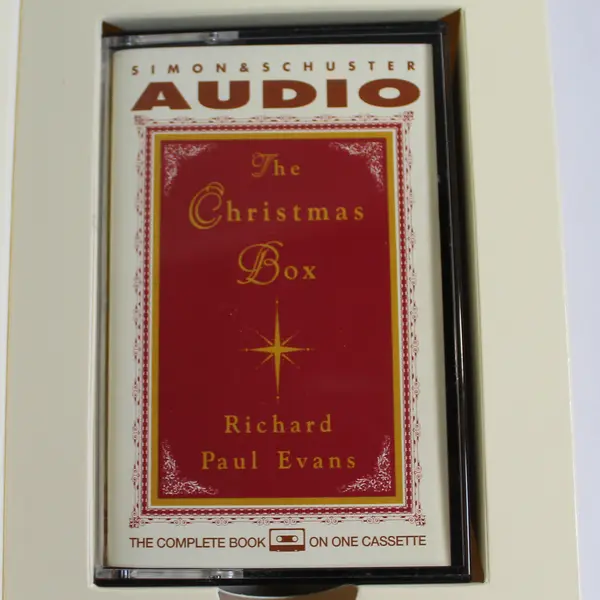 SIMON & SCHUSTER
AUDIO
The
Christmas
Box
Richard
Paul Evans
THE COMPLETE BOOK ON ONE CASSETTE